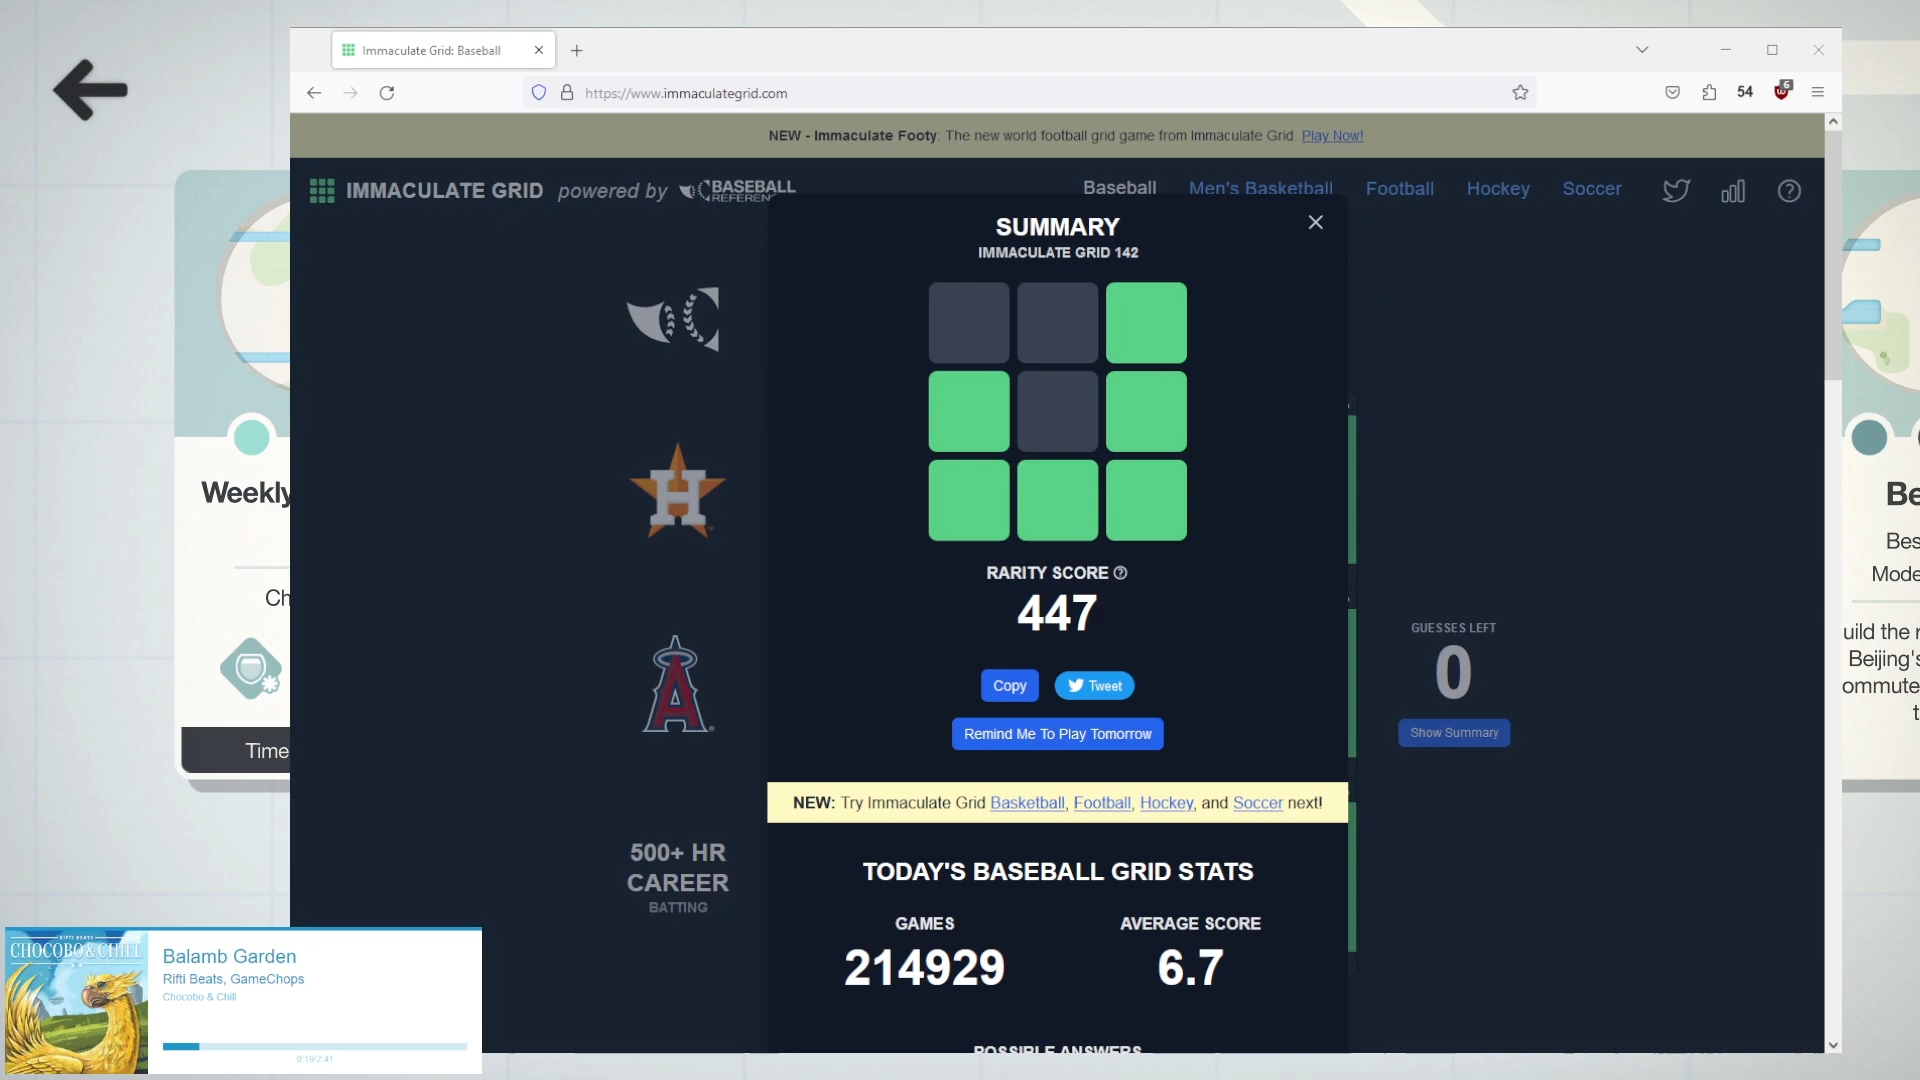 Immaculate Grid: Baseball
https://www.immaculategrid.com
54
6
NEW - Immaculate Footy: The new world football grid game from Immaculate Grid. Play Now!
IMMACULATE GRID powered by BASEBALL
Baseball
Men's Basketball
Football
Hockey
Soccer
SUMMARY
IMMACULATE GRID 142
H
A
RARITY SCORE
447
Copy
Tweet
Remind Me To Play Tomorrow
GUESSES LEFT
0
Show Summary
NEW: Try Immaculate Grid Basketball, Football, Hockey, and Soccer next!
500+ HR
CAREER
BATTING
TODAY'S BASEBALL GRID STATS
GAMES
AVERAGE SCORE
214929
6.7
POSSIBLE ANSWERS
Weekly
Ch
Time
Be
Bes
Mode
uild the
Beijing's
ommute
t
CHOCOBO & CHILL
Balamb Garden
Rifti Beats, GameChops
Chocobo & Chill
0:19/2:41